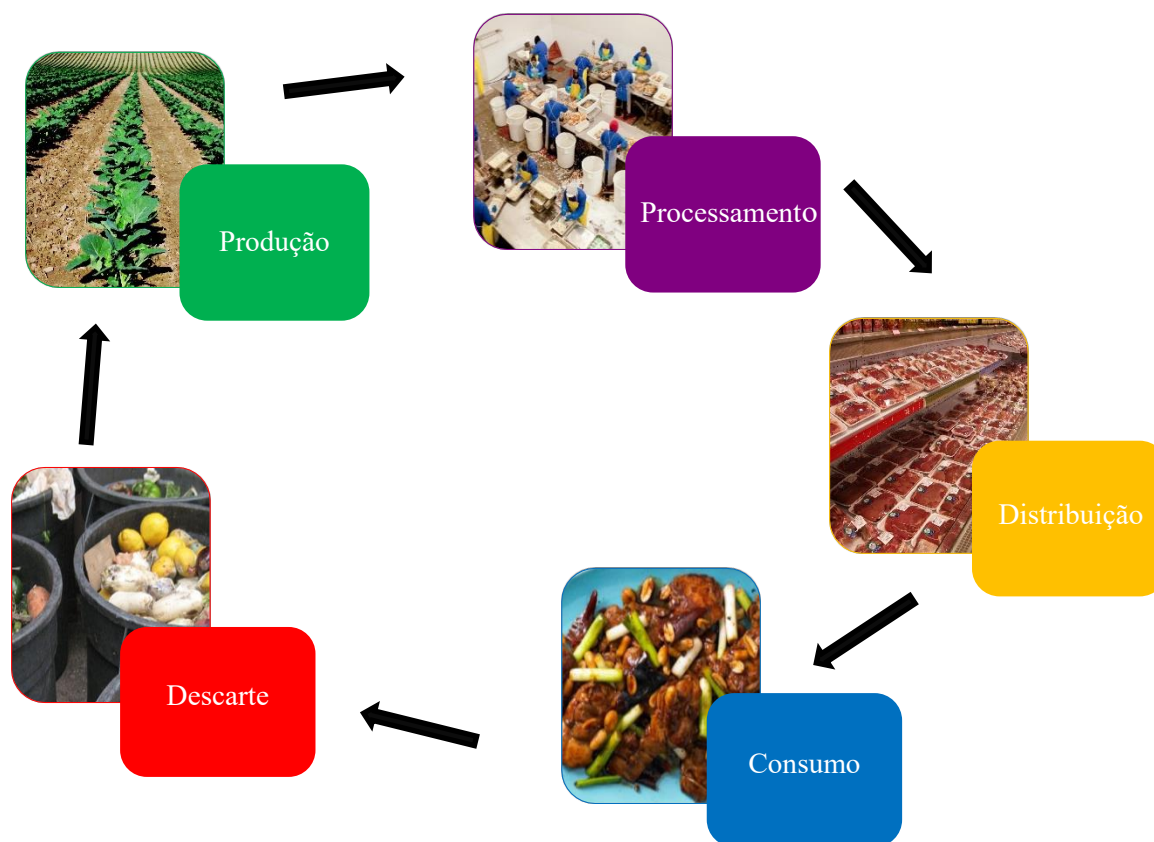 Produção
Processamento
Distribuição
Consumo
Descarte